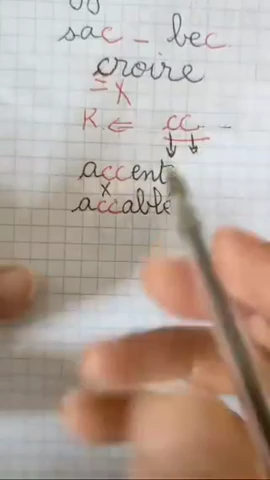 sac - bec
croire
= X
K ⇐ cc -
↓ ↓
accent
x
accable